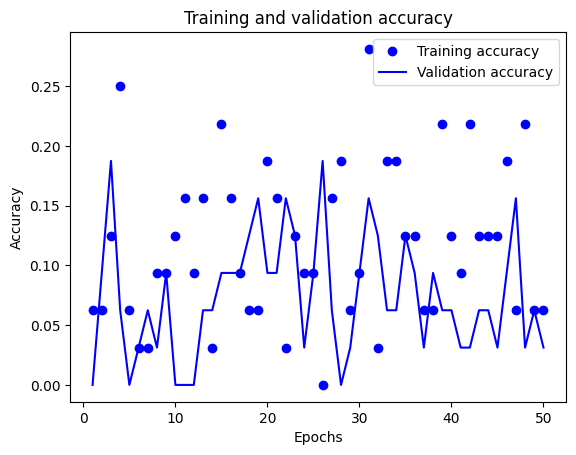 Training and validation accuracy
Training accuracy
Validation accuracy
Accuracy
0.25
0.20
0.15
0.10
0.05
0.00
0
10
20
30
40
50
Epochs